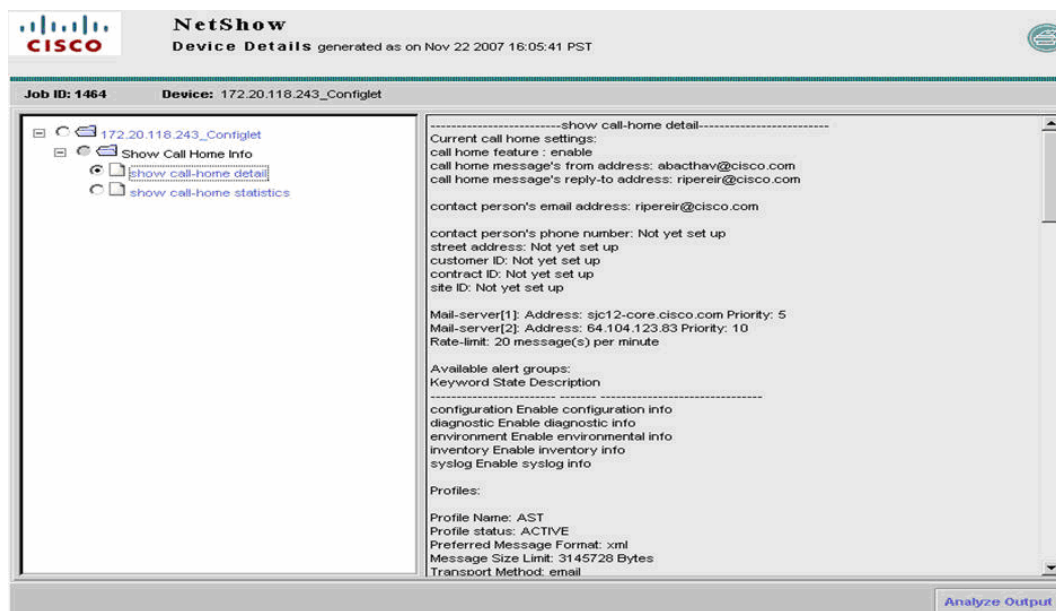 CISCO
NetShow
Device Details generated as on Nov 22 2007 16:05:41 PST
Job ID: 1464 Device: 172.20.118.243_Configlet
172.20.118.243_Configlet
Show Call Home Info
show call-home detail
show call-home statistics
--------------------------show call-home detail--------------------------
Current call home settings:
call home feature : enable
call home message's from address: abacthav@cisco.com
call home message's reply-to address: ripereir@cisco.com
contact person's email address: ripereir@cisco.com
contact person's phone number: Not yet set up
street address: Not yet set up
customer ID: Not yet set up
contract ID: Not yet set up
site ID: Not yet set up
Mail-server[1]: Address: sjc12-core.cisco.com Priority: 5
Mail-server[2]: Address: 64.104.123.83 Priority: 10
Rate-limit: 20 message(s) per minute
Available alert groups:
Keyword State Description
------------------------ ------- -------------------------------
configuration Enable configuration info
diagnostic Enable diagnostic info
environment Enable environmental info
inventory Enable inventory info
syslog Enable syslog info
Profiles:
Profile Name: AST
Profile status: ACTIVE
Preferred Message Format: xml
Message Size Limit: 3145728 Bytes
Transport Method: email
Analyze Output